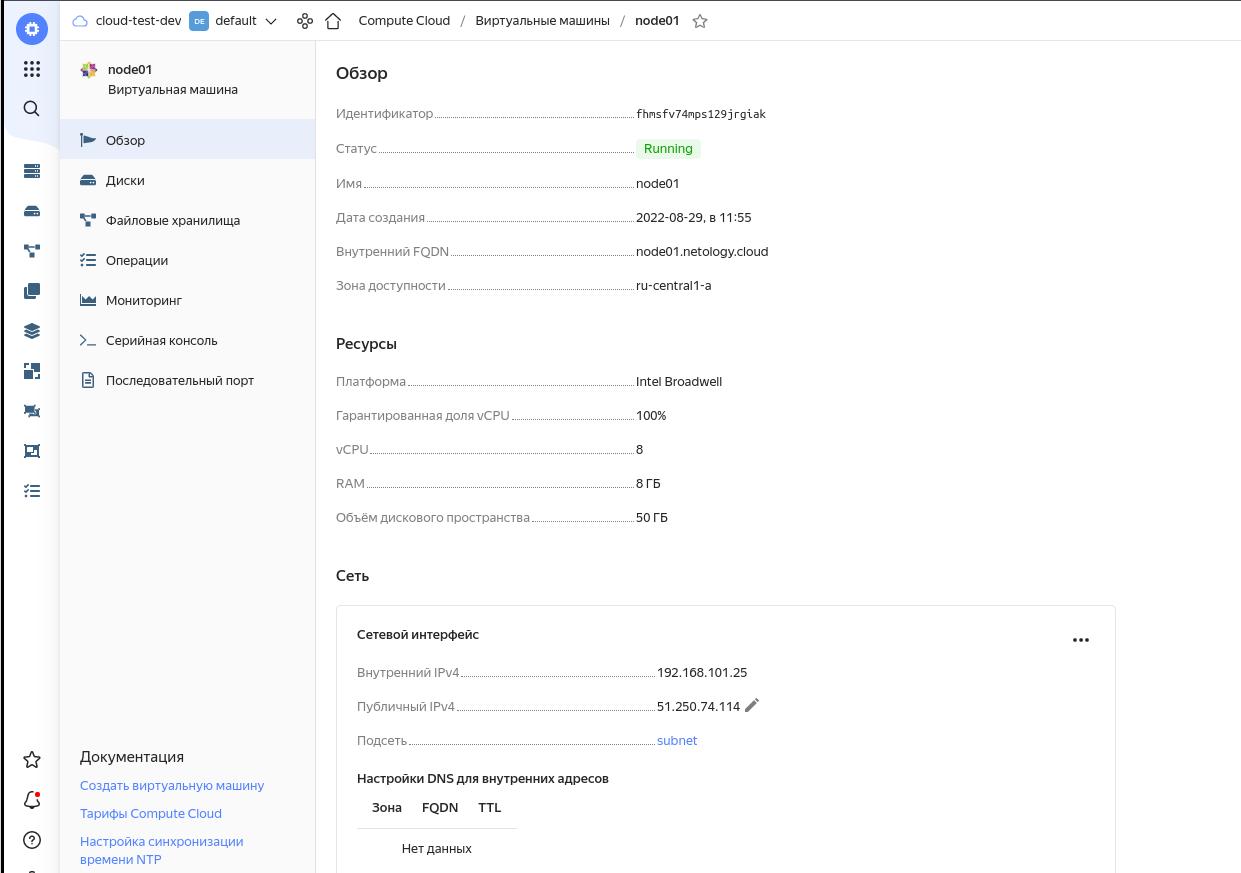 cloud-test-dev DE default Compute Cloud / Виртуальные машины / node01
node01
Виртуальная машина
Обзор
Диски
Файловые хранилища
Операции
Мониторинг
Серийная консоль
Последовательный порт
Документация
Создать виртуальную машину
Тарифы Compute Cloud
Настройка синхронизации
времени NTP
Обзор
Идентификатор fhmsfv74mps129jrgiak
Статус Running
Имя node01
Дата создания 2022-08-29, в 11:55
Внутренний FQDN node01.netology.cloud
Зона доступности ru-central1-a
Ресурсы
Платформа Intel Broadwell
Гарантированная доля vCPU 100%
vCPU 8
RAM 8 ГБ
Объём дискового пространства 50 ГБ
Сеть
Сетевой интерфейс
Внутренний IPv4 192.168.101.25
Публичный IPv4 51.250.74.114
Подсеть subnet
Настройки DNS для внутренних адресов
Зона FQDN TTL
Нет данных